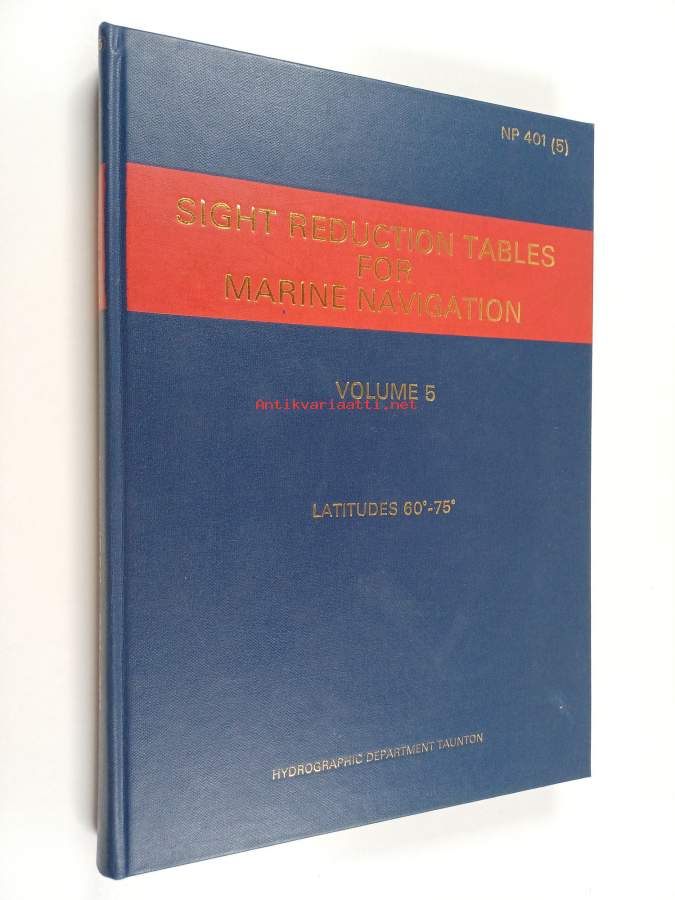 NP 401 (5)
SIGHT REDUCTION TABLES
FOR
MARINE NAVIGATION
VOLUME 5
Antikvariaatti.net
LATITUDES 60°-75°
HYDROGRAPHIC DEPARTMENT TAUNTON